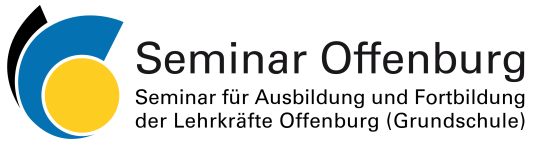 Seminar Offenburg
Seminar für Ausbildung und Fortbildung
der Lehrkräfte Offenburg (Grundschule)